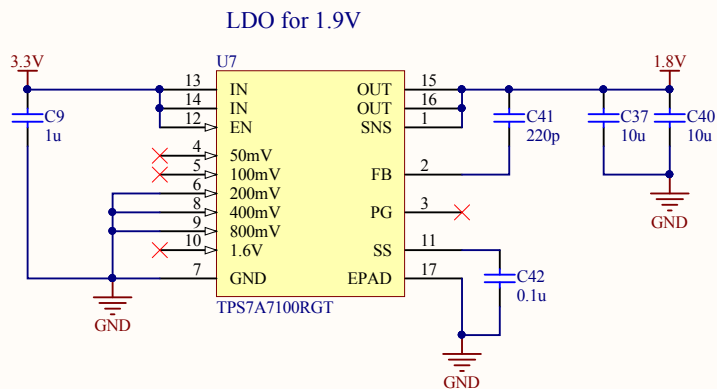 LDO for 1.9V
3.3V
U7
1.8V
13 IN OUT 15
14 IN OUT 16
12 EN SNS 1
C9
1u
C41
220p
C37
10u
C40
10u
4 50mV
5 100mV FB 2
6 200mV
8 400mV PG 3
9 800mV
10 1.6V SS 11
7 GND EPAD 17
C42
0.1u
TPS7A7100RGT
GND
GND
GND